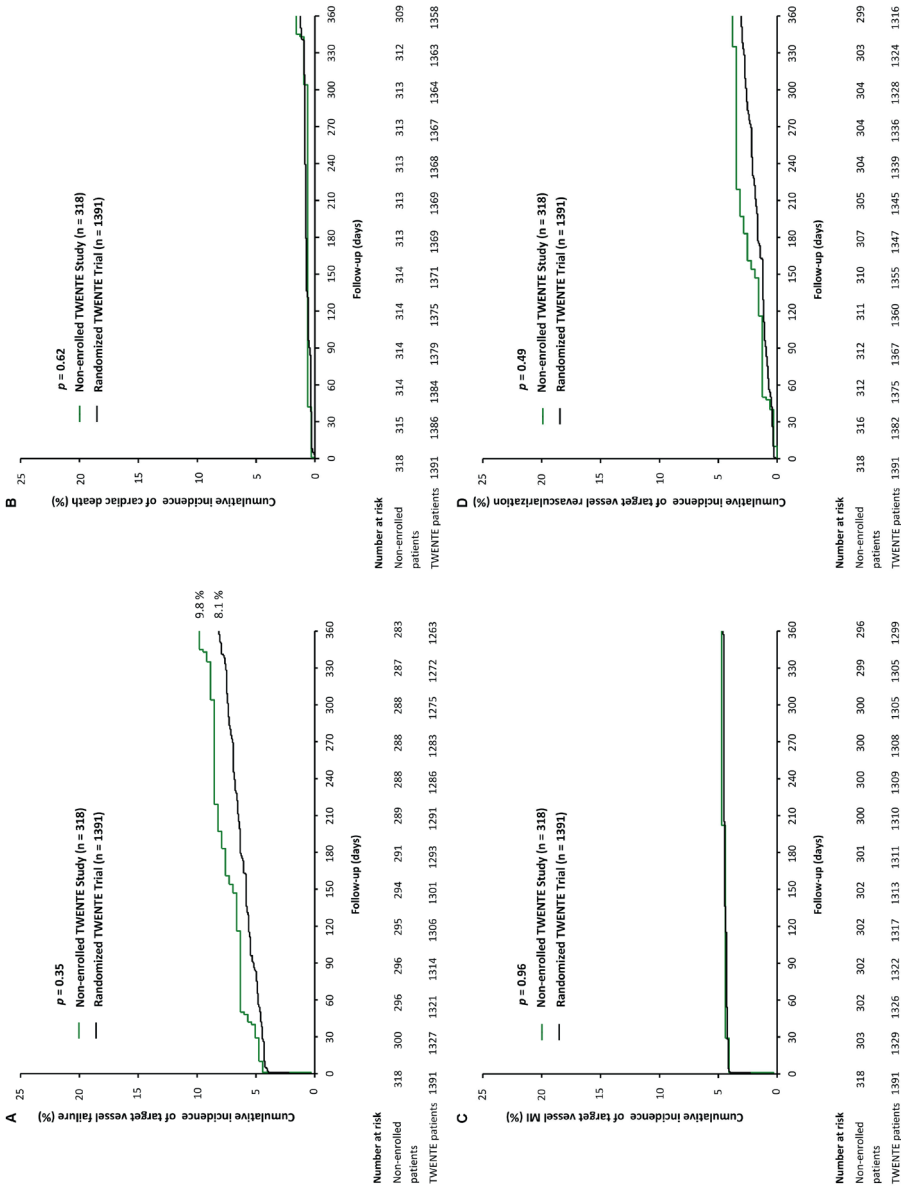 A
Cumulative incidence of target vessel failure (%)
25
20
15
10
5
0
p = 0.35
Non-enrolled TWENTE Study (n = 318)
Randomized TWENTE Trial (n = 1391)
9.8 %
8.1 %
0 30 60 90 120 150 180 210 240 270 300 330 360
Follow-up (days)
Number at risk
Non-enrolled patients 318 300 296 296 295 294 291 289 288 288 288 287 283
TWENTE patients 1391 1327 1321 1314 1306 1301 1293 1291 1286 1283 1275 1272 1263
B
Cumulative incidence of cardiac death (%)
25
20
15
10
5
0
p = 0.62
Non-enrolled TWENTE Study (n = 318)
Randomized TWENTE Trial (n = 1391)
0 30 60 90 120 150 180 210 240 270 300 330 360
Follow-up (days)
Number at risk
Non-enrolled patients 318 315 314 314 314 314 313 313 313 313 313 312 309
TWENTE patients 1391 1386 1384 1379 1375 1371 1369 1369 1368 1367 1364 1363 1358
C
Cumulative incidence of target vessel MI (%)
25
20
15
10
5
0
p = 0.96
Non-enrolled TWENTE Study (n = 318)
Randomized TWENTE Trial (n = 1391)
0 30 60 90 120 150 180 210 240 270 300 330 360
Follow-up (days)
Number at risk
Non-enrolled patients 318 303 302 302 302 302 301 300 300 300 300 299 296
TWENTE patients 1391 1329 1326 1322 1317 1313 1311 1310 1309 1308 1305 1305 1299
D
Cumulative incidence of target vessel revascularization (%)
25
20
15
10
5
0
p = 0.49
Non-enrolled TWENTE Study (n = 318)
Randomized TWENTE Trial (n = 1391)
0 30 60 90 120 150 180 210 240 270 300 330 360
Follow-up (days)
Number at risk
Non-enrolled patients 318 316 312 312 311 310 307 305 304 304 304 303 299
TWENTE patients 1391 1382 1375 1367 1360 1355 1347 1345 1339 1336 1328 1324 1316